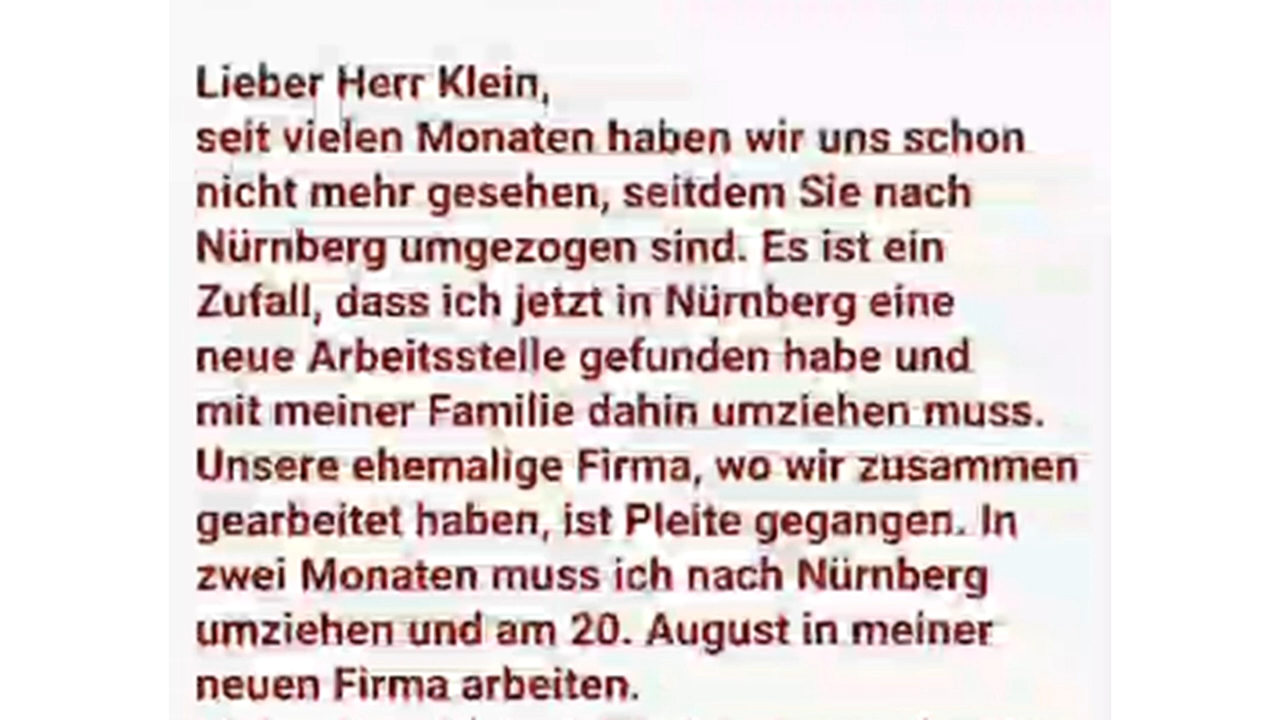 Lieber Herr Klein,
seit vielen Monaten haben wir uns schon
nicht mehr gesehen, seitdem Sie nach
Nürnberg umgezogen sind. Es ist ein
Zufall, dass ich jetzt in Nürnberg eine
neue Arbeitsstelle gefunden habe und
mit meiner Familie dahin umziehen muss.
Unsere ehemalige Firma, wo wir zusammen
gearbeitet haben, ist Pleite gegangen. In
zwei Monaten muss ich nach Nürnberg
umziehen und am 20. August in meiner
neuen Firma arbeiten.